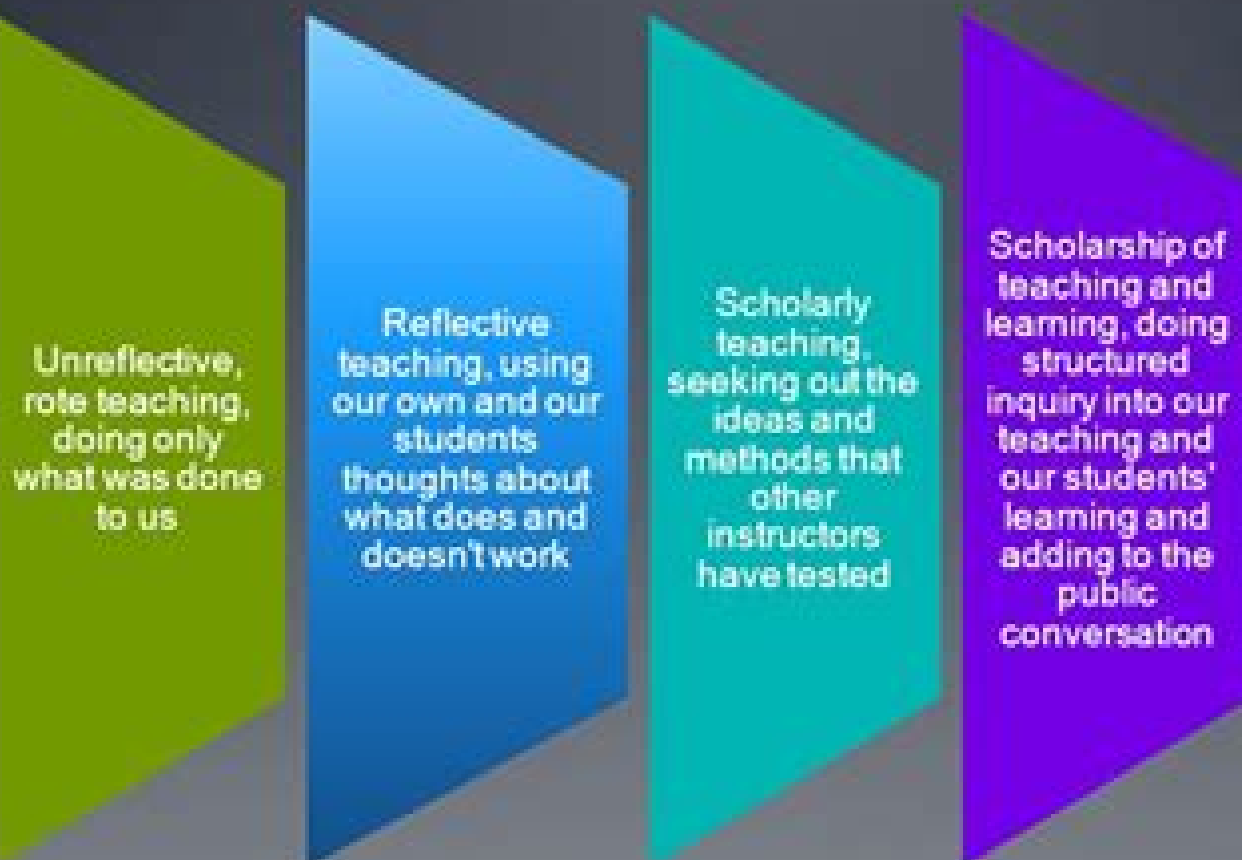 Unreflective,
rote teaching,
doing only
what was done
to us
Reflective
teaching, using
our own and our
students
thoughts about
what does and
doesn't work
Scholarly
teaching,
seeking out the
ideas and
methods that
other
instructors
have tested
Scholarship of
teaching and
learning, doing
structured
inquiry into our
teaching and
our students'
learning and
adding to the
public
conversation